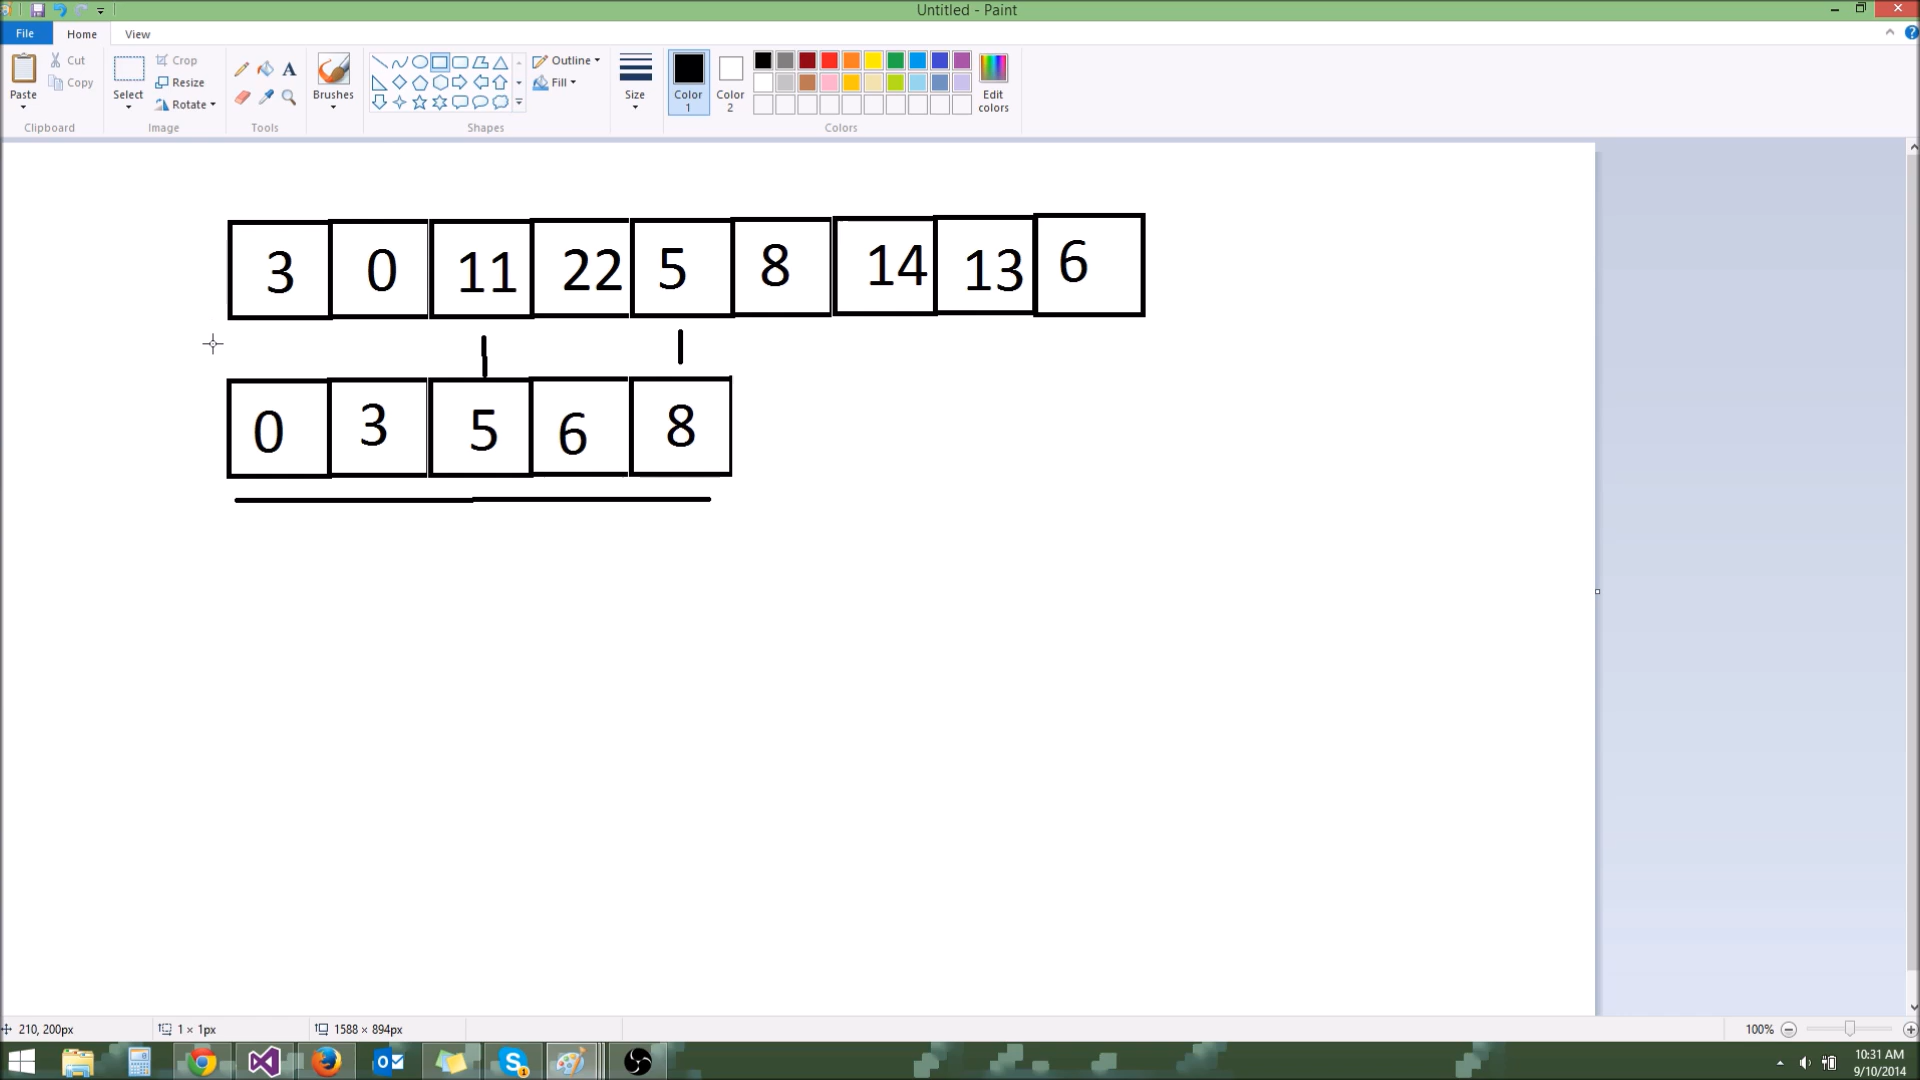 Untitled - Paint
File Home View
Paste
Cut
Copy
Clipboard
Select
Crop
Resize
Rotate
Image
A
Tools
Brushes
Outline
Fill
Shapes
Size
Color 1
Color 2
Edit colors
Colors
3 0 11 22 5 8 14 13 6
0 3 5 6 8
210, 200px 1 × 1px 1588 × 894px 100%
10:31 AM
9/10/2014